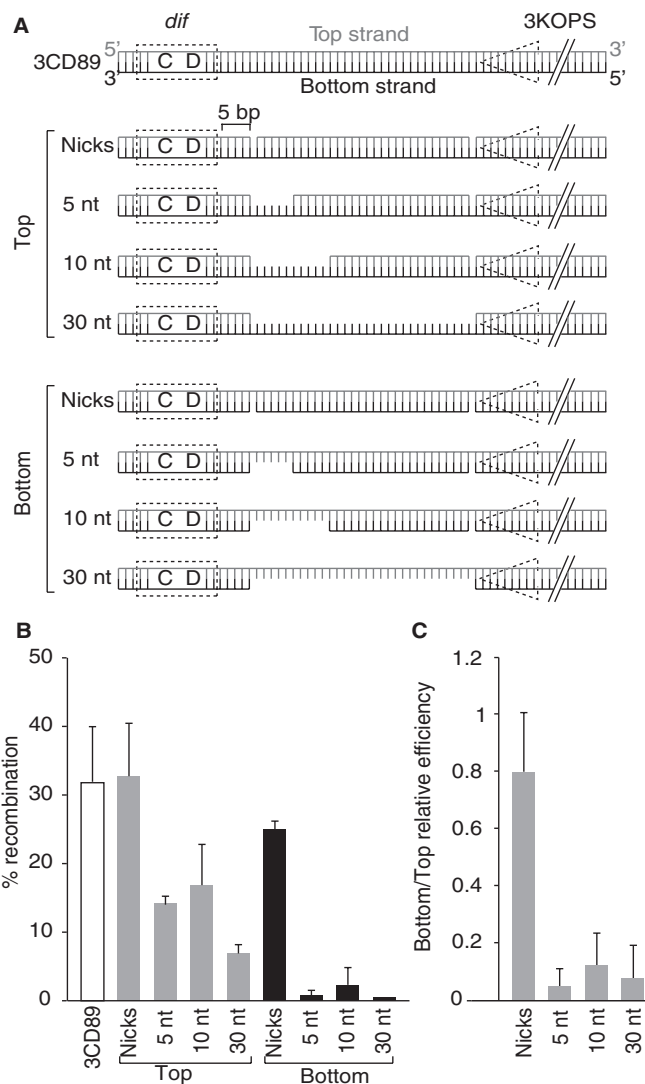 A
dif
3KOPS
5′
Top strand
3′
3CD89
C D
3′
Bottom strand
5′
5 bp
Top
Nicks
C D
5 nt
C D
10 nt
C D
30 nt
C D
Bottom
Nicks
C D
5 nt
C D
10 nt
C D
30 nt
C D
B
% recombination
50
40
30
20
10
0
3CD89
Nicks
5 nt
10 nt
30 nt
Nicks
5 nt
10 nt
30 nt
Top
Bottom
C
Bottom/Top relative efficiency
1.2
1
0.8
0.6
0.4
0.2
0
Nicks
5 nt
10 nt
30 nt